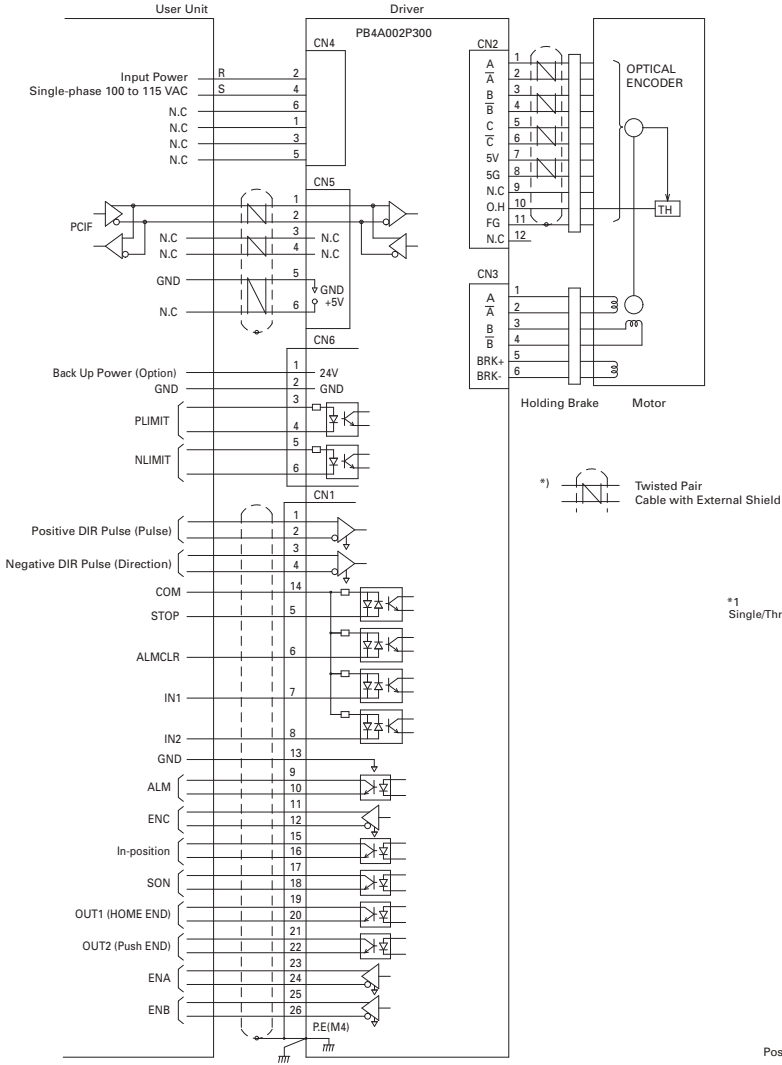 User Unit
Driver
PB4A002P300
CN4
Input Power R 2
Single-phase 100 to 115 VAC S 4
N.C 6
N.C 1
N.C 3
N.C 5
CN5
PCIF
1
2
N.C 3 N.C
N.C 4 N.C
GND 5 GND
N.C 6 +5V
CN6
Back Up Power (Option) 1 24V
GND 2 GND
PLIMIT 3
4
NLIMIT 5
6
CN1
Positive DIR Pulse (Pulse) 1
2
Negative DIR Pulse (Direction) 3
4
COM 14
STOP 5
ALMCLR 6
IN1 7
IN2 8
GND 13
ALM 9
10
ENC 11
12
In-position 15
16
SON 17
18
OUT1 (HOME END) 19
20
OUT2 (Push END) 21
22
ENA 23
24
ENB 25
26
P.E(M4)
CN2
A 1
A̅ 2
B 3
B̅ 4
C 5
C̅ 6
5V 7
5G 8
N.C 9
O.H 10
FG 11
N.C 12
OPTICAL
ENCODER
TH
CN3
A 1
A̅ 2
B 3
B̅ 4
BRK+ 5
BRK- 6
Holding Brake
Motor
*) Twisted Pair
Cable with External Shield
*1
Single/Thr
Pos